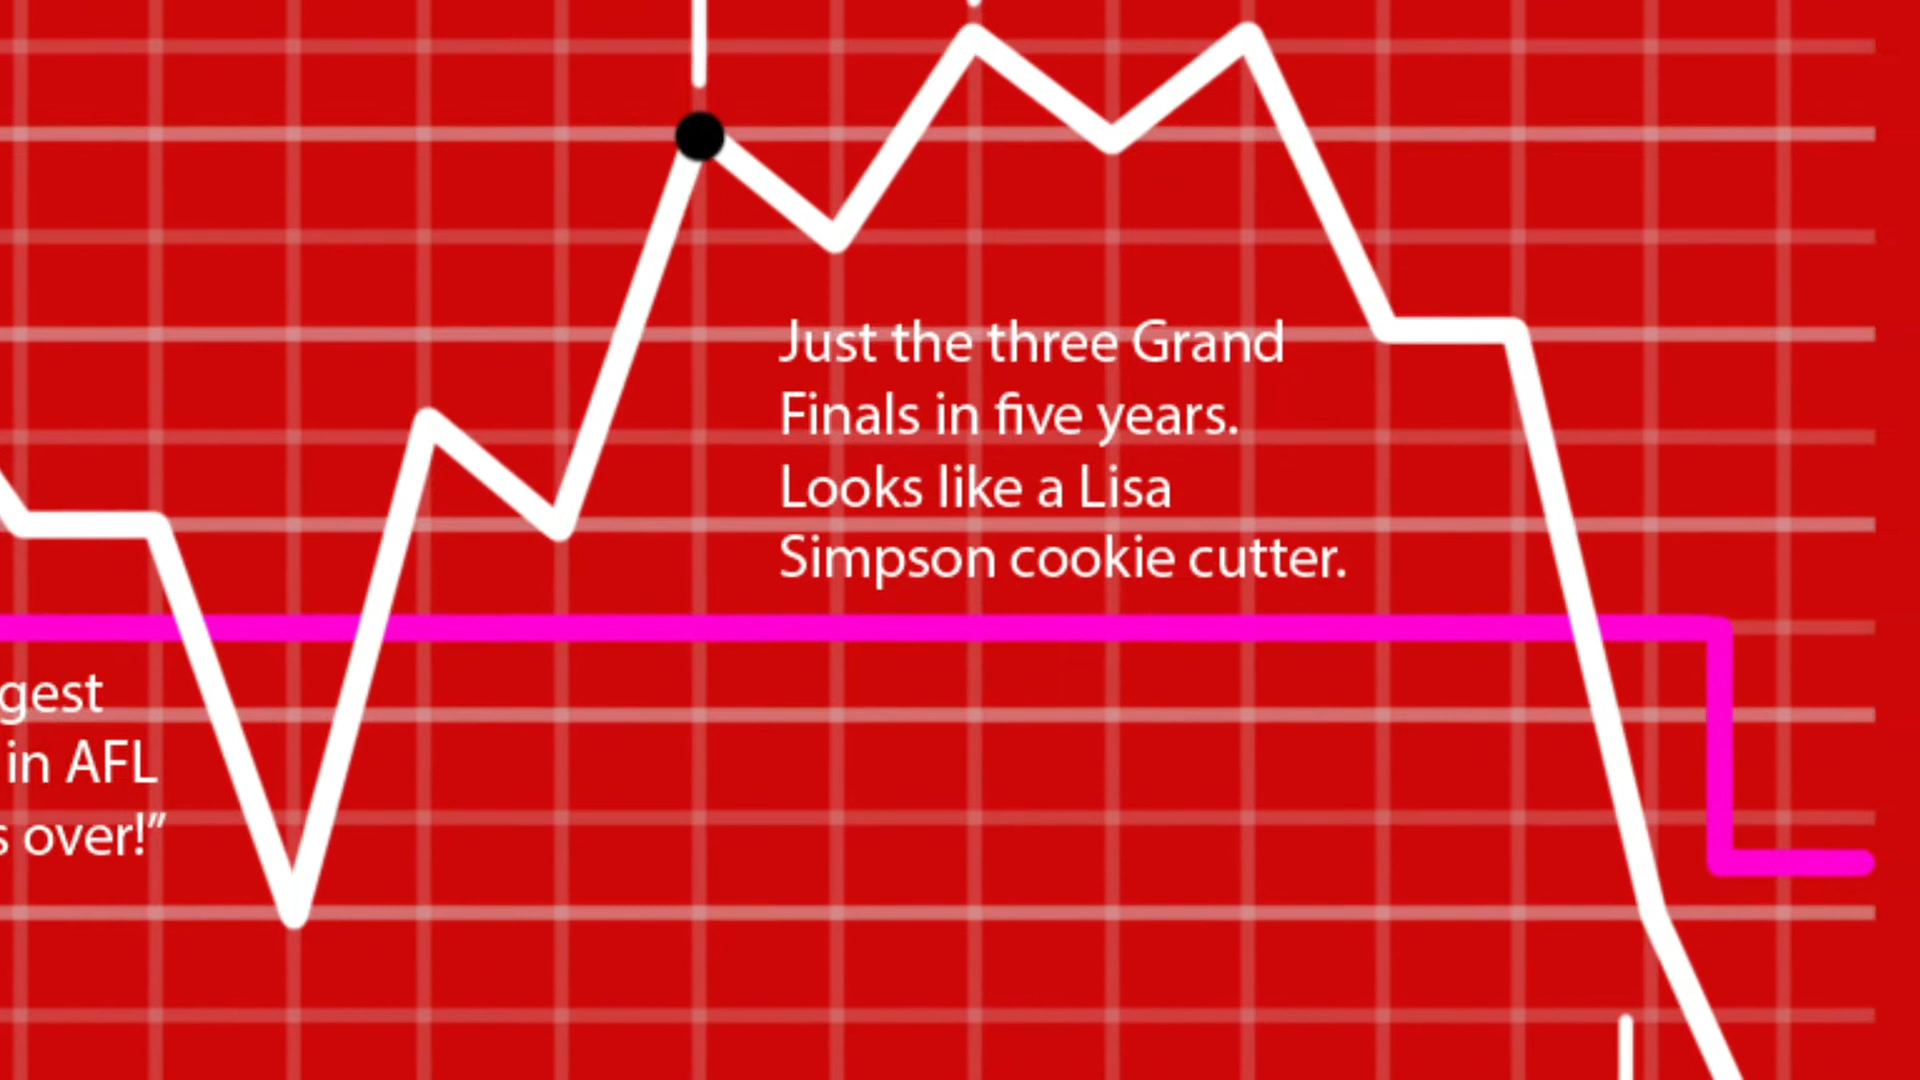 Just the three Grand
Finals in five years.
Looks like a Lisa
Simpson cookie cutter.
gest
in AFL
s over!”